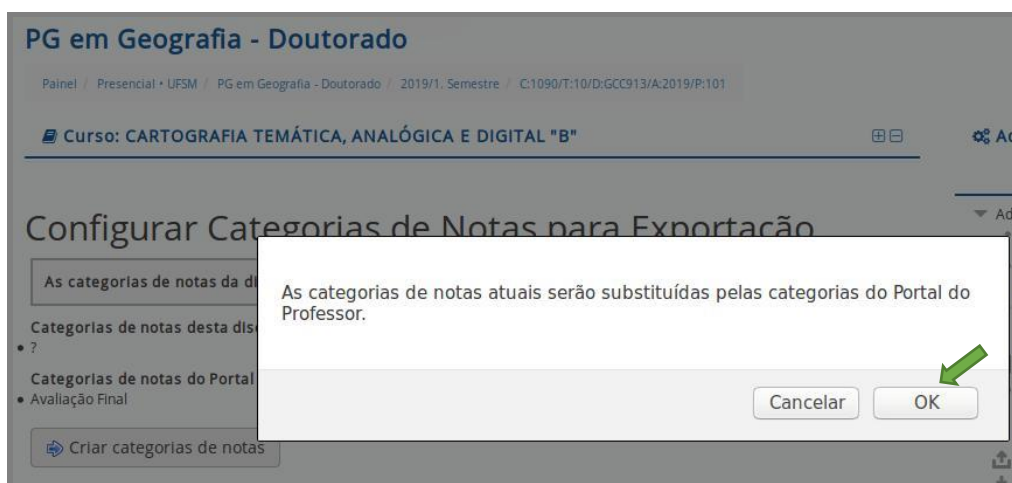 PG em Geografia - Doutorado
Painel / Presencial • UFSM / PG em Geografia - Doutorado / 2019/1. Semestre / C:1090/T:10/D:GCC913/A:2019/P:101
Curso: CARTOGRAFIA TEMÁTICA, ANALÓGICA E DIGITAL "B"
Configurar Categorias de Notas para Exportação
As categorias de notas da di
As categorias de notas atuais serão substituídas pelas categorias do Portal do
Professor.
Categorias de notas desta disc
• ?
Categorias de notas do Portal
• Avaliação Final
Cancelar
OK
Criar categorias de notas